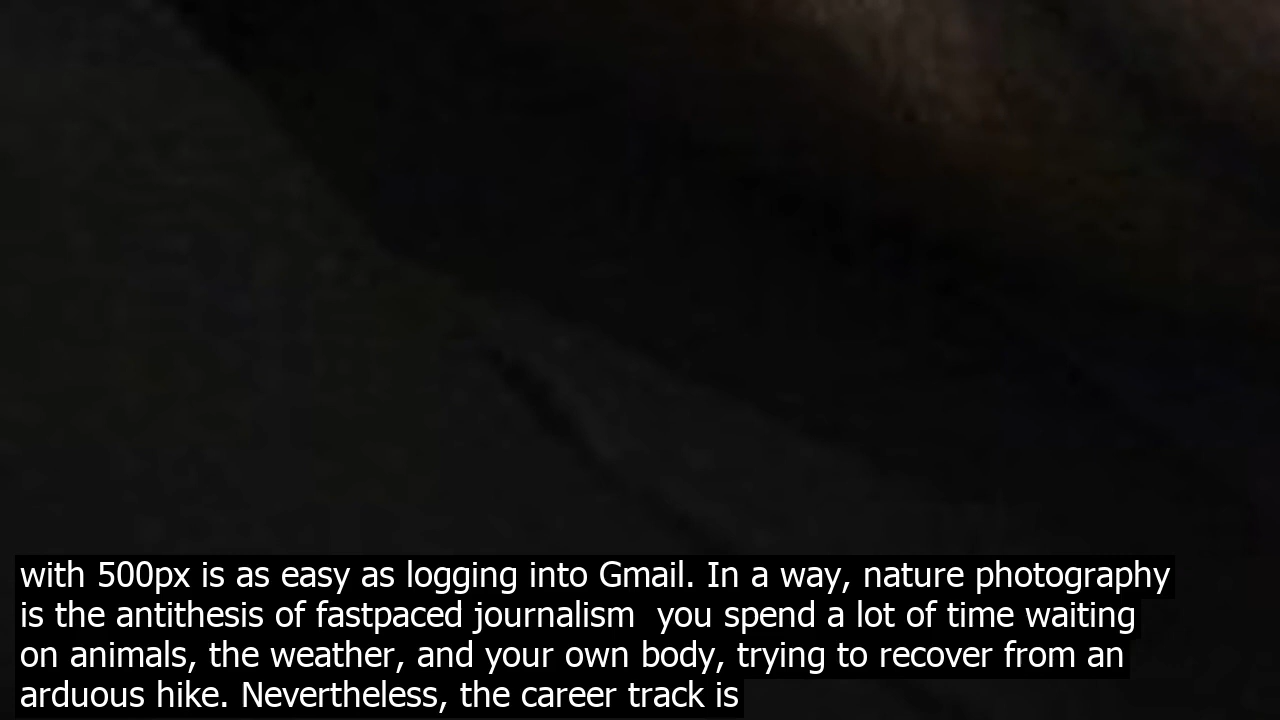 with 500px is as easy as logging into Gmail. In a way, nature photography
is the antithesis of fastpaced journalism  you spend a lot of time waiting
on animals, the weather, and your own body, trying to recover from an
arduous hike. Nevertheless, the career track is